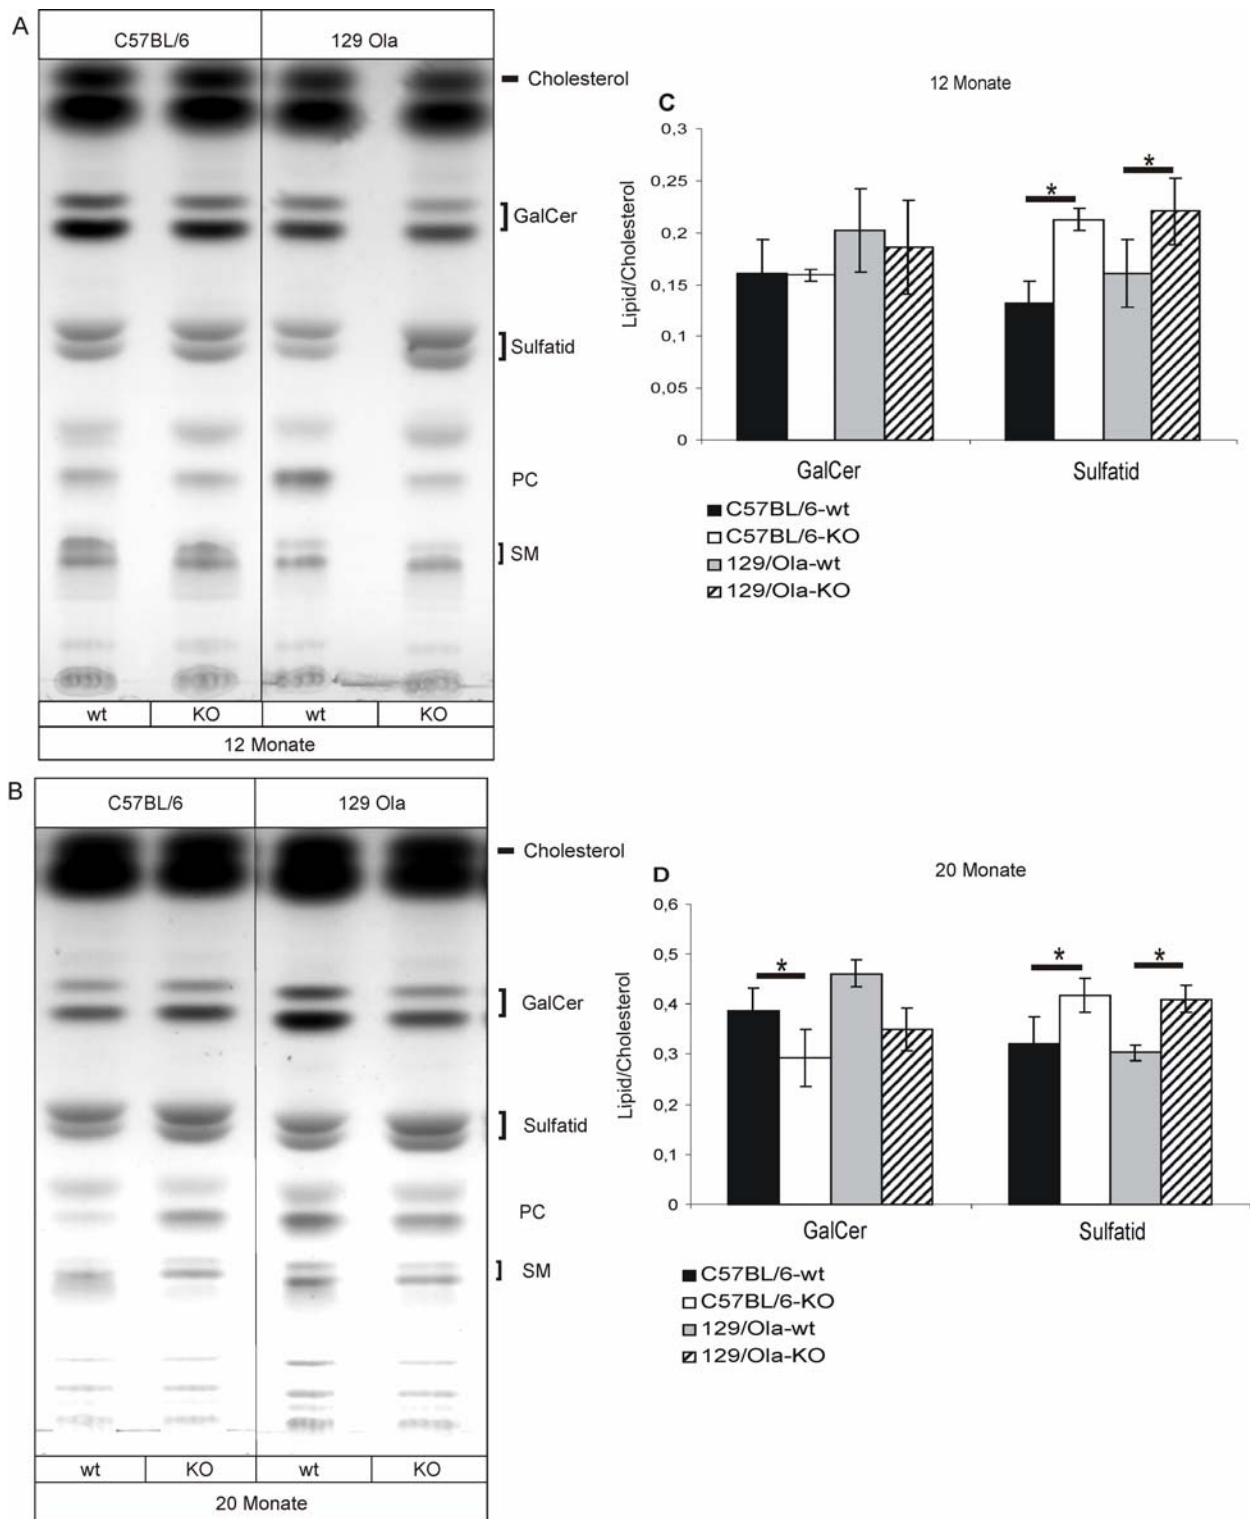 A
C57BL/6 129 Ola
Cholesterol
GalCer
Sulfatid
PC
SM
wt KO wt KO
12 Monate
C
12 Monate
Lipid/Cholesterol
0,3
0,25
0,2
0,15
0,1
0,05
0
* *
GalCer Sulfatid
C57BL/6-wt
C57BL/6-KO
129/Ola-wt
129/Ola-KO
B
C57BL/6 129 Ola
Cholesterol
GalCer
Sulfatid
PC
SM
wt KO wt KO
20 Monate
D
20 Monate
Lipid/Cholesterol
0,6
0,5
0,4
0,3
0,2
0,1
0
* * *
GalCer Sulfatid
C57BL/6-wt
C57BL/6-KO
129/Ola-wt
129/Ola-KO